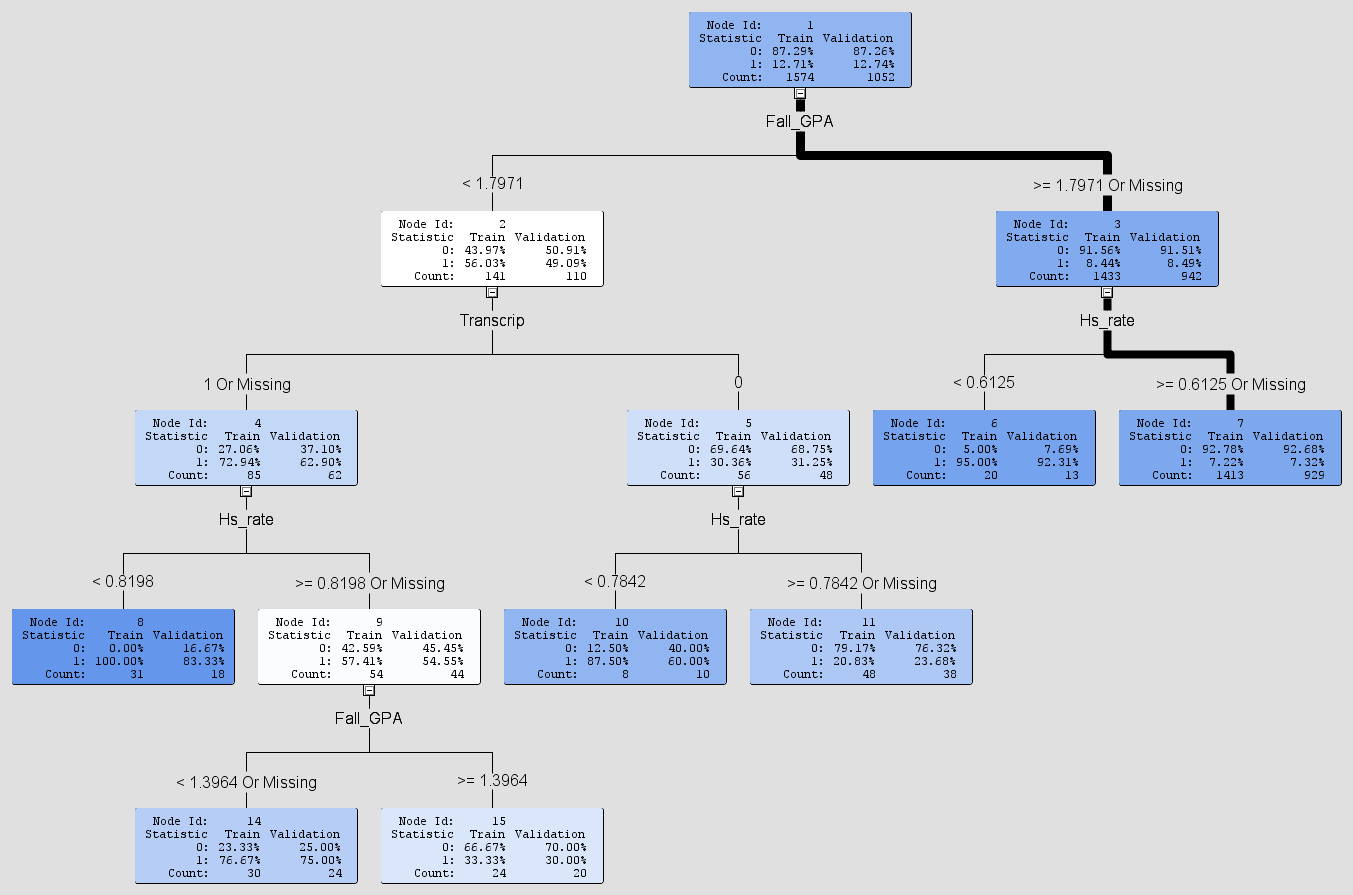 Node Id: 1
Statistic Train Validation
0: 87.29% 87.26%
1: 12.71% 12.74%
Count: 1574 1052
Fall_GPA
< 1.7971
>= 1.7971 Or Missing
Node Id: 2
Statistic Train Validation
0: 43.97% 50.91%
1: 56.03% 49.09%
Count: 141 110
Node Id: 3
Statistic Train Validation
0: 91.56% 91.51%
1: 8.44% 8.49%
Count: 1433 942
Transcrip
Hs_rate
1 Or Missing
0
< 0.6125
>= 0.6125 Or Missing
Node Id: 4
Statistic Train Validation
0: 27.06% 37.10%
1: 72.94% 62.90%
Count: 85 62
Node Id: 5
Statistic Train Validation
0: 69.64% 68.75%
1: 30.36% 31.25%
Count: 56 48
Node Id: 6
Statistic Train Validation
0: 5.00% 7.69%
1: 95.00% 92.31%
Count: 20 13
Node Id: 7
Statistic Train Validation
0: 92.78% 92.68%
1: 7.22% 7.32%
Count: 1413 929
Hs_rate
Hs_rate
< 0.8198
>= 0.8198 Or Missing
< 0.7842
>= 0.7842 Or Missing
Node Id: 8
Statistic Train Validation
0: 0.00% 16.67%
1: 100.00% 83.33%
Count: 31 18
Node Id: 9
Statistic Train Validation
0: 42.59% 45.45%
1: 57.41% 54.55%
Count: 54 44
Node Id: 10
Statistic Train Validation
0: 12.50% 40.00%
1: 87.50% 60.00%
Count: 8 10
Node Id: 11
Statistic Train Validation
0: 79.17% 76.32%
1: 20.83% 23.68%
Count: 48 38
Fall_GPA
< 1.3964 Or Missing
>= 1.3964
Node Id: 14
Statistic Train Validation
0: 23.33% 25.00%
1: 76.67% 75.00%
Count: 30 24
Node Id: 15
Statistic Train Validation
0: 66.67% 70.00%
1: 33.33% 30.00%
Count: 24 20